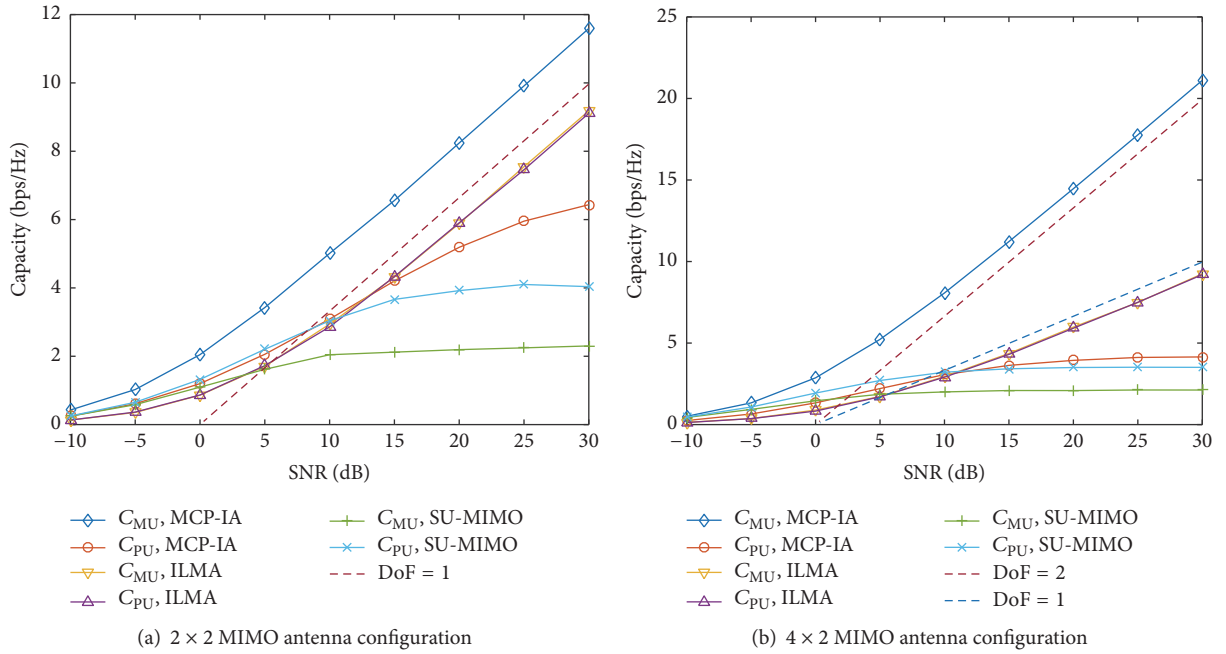 12
10
8
6
4
2
0
Capacity (bps/Hz)
−10
−5
0
5
10
15
20
25
30
SNR (dB)
C_MU, MCP-IA
C_PU, MCP-IA
C_MU, ILMA
C_PU, ILMA
C_MU, SU-MIMO
C_PU, SU-MIMO
DoF = 1
(a) 2 × 2 MIMO antenna configuration
25
20
15
10
5
0
Capacity (bps/Hz)
−10
−5
0
5
10
15
20
25
30
SNR (dB)
C_MU, MCP-IA
C_PU, MCP-IA
C_MU, ILMA
C_PU, ILMA
C_MU, SU-MIMO
C_PU, SU-MIMO
DoF = 2
DoF = 1
(b) 4 × 2 MIMO antenna configuration